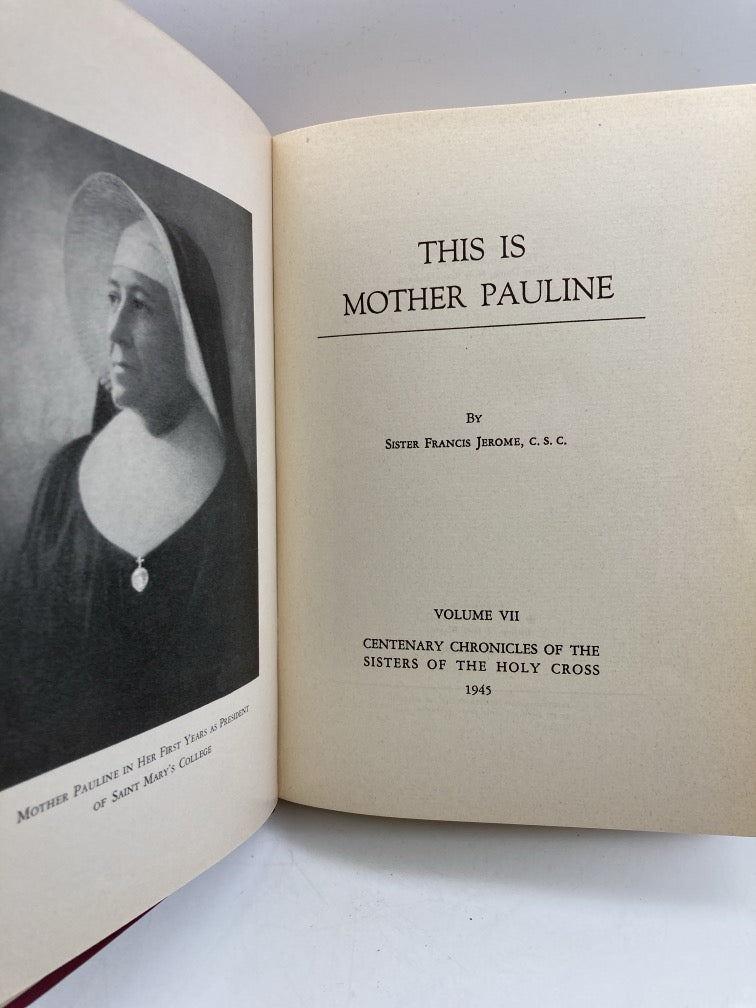 MOTHER PAULINE IN HER FIRST YEARS AS PRESIDENT
OF SAINT MARY'S COLLEGE
THIS IS
MOTHER PAULINE
BY
SISTER FRANCIS JEROME, C. S. C.
VOLUME VII
CENTENARY CHRONICLES OF THE
SISTERS OF THE HOLY CROSS
1945